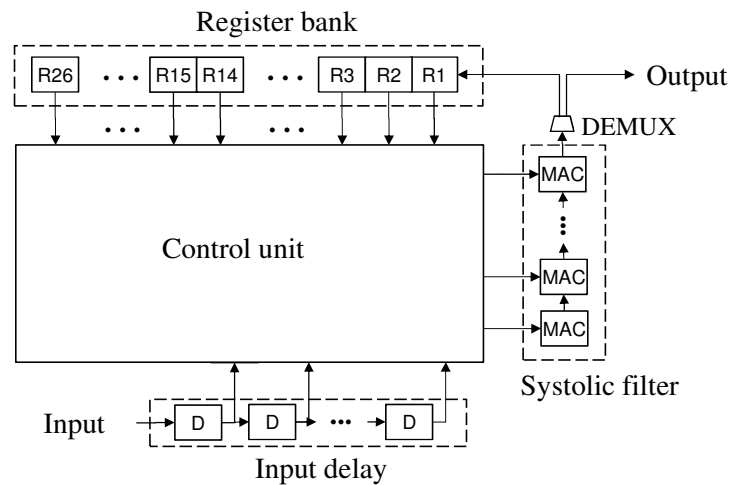 Register bank
R26 ••• R15 R14 ••• R3 R2 R1
Output
DEMUX
••• •••
MAC
•••
Control unit
MAC
MAC
Systolic filter
Input
D D ••• D
Input delay